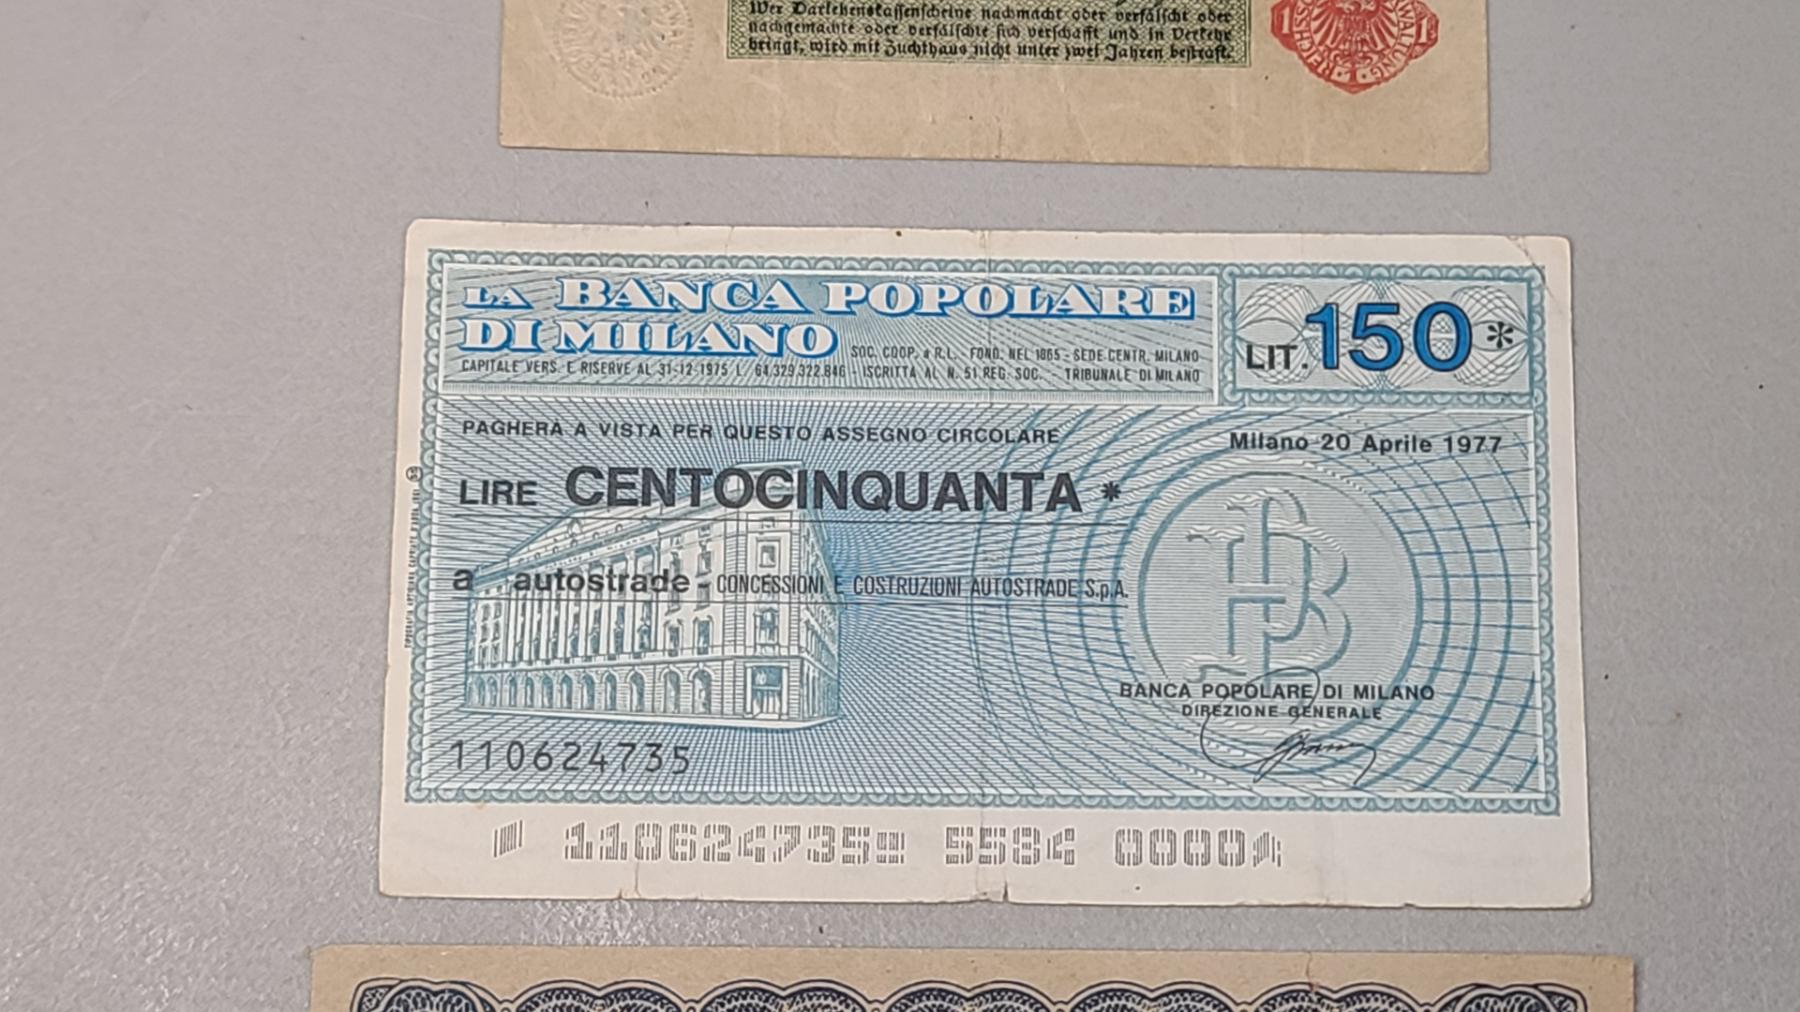 Wer Darlehenskassenscheine nachmacht oder verfälscht oder
nachgemachte oder verfälschte sich verschafft und in Verkehr
bringt, wird mit Zuchthaus nicht unter zwei Jahren bestraft.
LA BANCA POPOLARE
DI MILANO
SOC. COOP. a R.L. - FOND. NEL 1865 - SEDE CENTR. MILANO
CAPITALE VERS. E RISERVE AL 31-12-1975 L. 64.329.322.846 - ISCRITTA AL N. 51 REG. SOC. - TRIBUNALE DI MILANO
LIT. 150*
PAGHERÀ A VISTA PER QUESTO ASSEGNO CIRCOLARE
Milano 20 Aprile 1977
LIRE CENTOCINQUANTA *
a autostrade - CONCESSIONI E COSTRUZIONI AUTOSTRADE S.p.A.
BANCA POPOLARE DI MILANO
DIREZIONE GENERALE
110624735
110624735 5584 0000